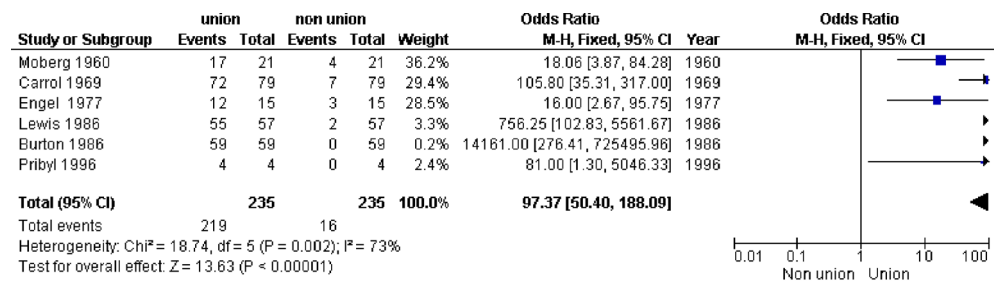 union non union Odds Ratio Odds Ratio
Study or Subgroup Events Total Events Total Weight M-H, Fixed, 95% CI Year M-H, Fixed, 95% CI
Moberg 1960 17 21 4 21 36.2% 18.06 [3.87, 84.28] 1960
Carrol 1969 72 79 7 79 29.4% 105.80 [35.31, 317.00] 1969
Engel 1977 12 15 3 15 28.5% 16.00 [2.67, 95.75] 1977
Lewis 1986 55 57 2 57 3.3% 756.25 [102.83, 5561.67] 1986
Burton 1986 59 59 0 59 0.2% 14161.00 [276.41, 725495.96] 1986
Pribyl 1996 4 4 0 4 2.4% 81.00 [1.30, 5046.33] 1996
Total (95% CI) 235 235 100.0% 97.37 [50.40, 188.09]
Total events 219 16
Heterogeneity: Chi² = 18.74, df = 5 (P = 0.002); I² = 73%
Test for overall effect: Z = 13.63 (P < 0.00001)
0.01 0.1 1 10 100
Non union Union